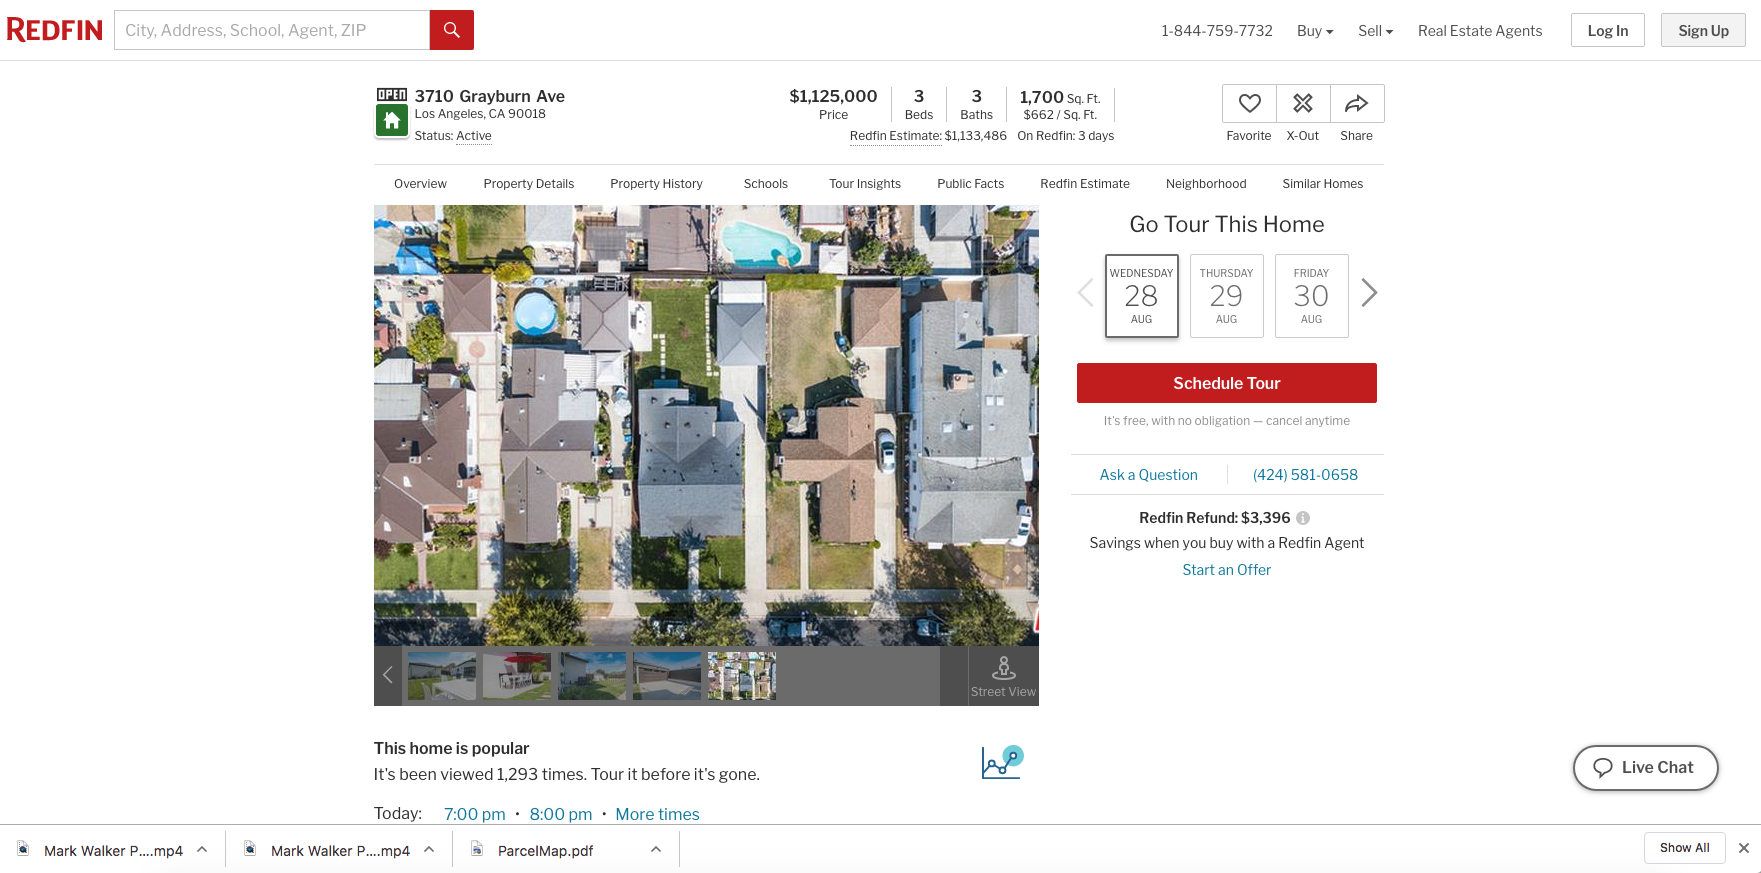 REDFIN
City, Address, School, Agent, ZIP
1-844-759-7732
Buy
Sell
Real Estate Agents
Log In
Sign Up
OPEN
3710 Grayburn Ave
Los Angeles, CA 90018
Status: Active
$1,125,000
Price
3
Beds
3
Baths
1,700 Sq. Ft.
$662 / Sq. Ft.
Redfin Estimate: $1,133,486
On Redfin: 3 days
Favorite
X-Out
Share
Overview
Property Details
Property History
Schools
Tour Insights
Public Facts
Redfin Estimate
Neighborhood
Similar Homes
Go Tour This Home
WEDNESDAY
28
AUG
THURSDAY
29
AUG
FRIDAY
30
AUG
Schedule Tour
It's free, with no obligation — cancel anytime
Ask a Question
(424) 581-0658
Redfin Refund: $3,396
Savings when you buy with a Redfin Agent
Start an Offer
Street View
This home is popular
It's been viewed 1,293 times. Tour it before it's gone.
Today: 7:00 pm • 8:00 pm • More times
Live Chat
Mark Walker P....mp4
Mark Walker P....mp4
ParcelMap.pdf
Show All